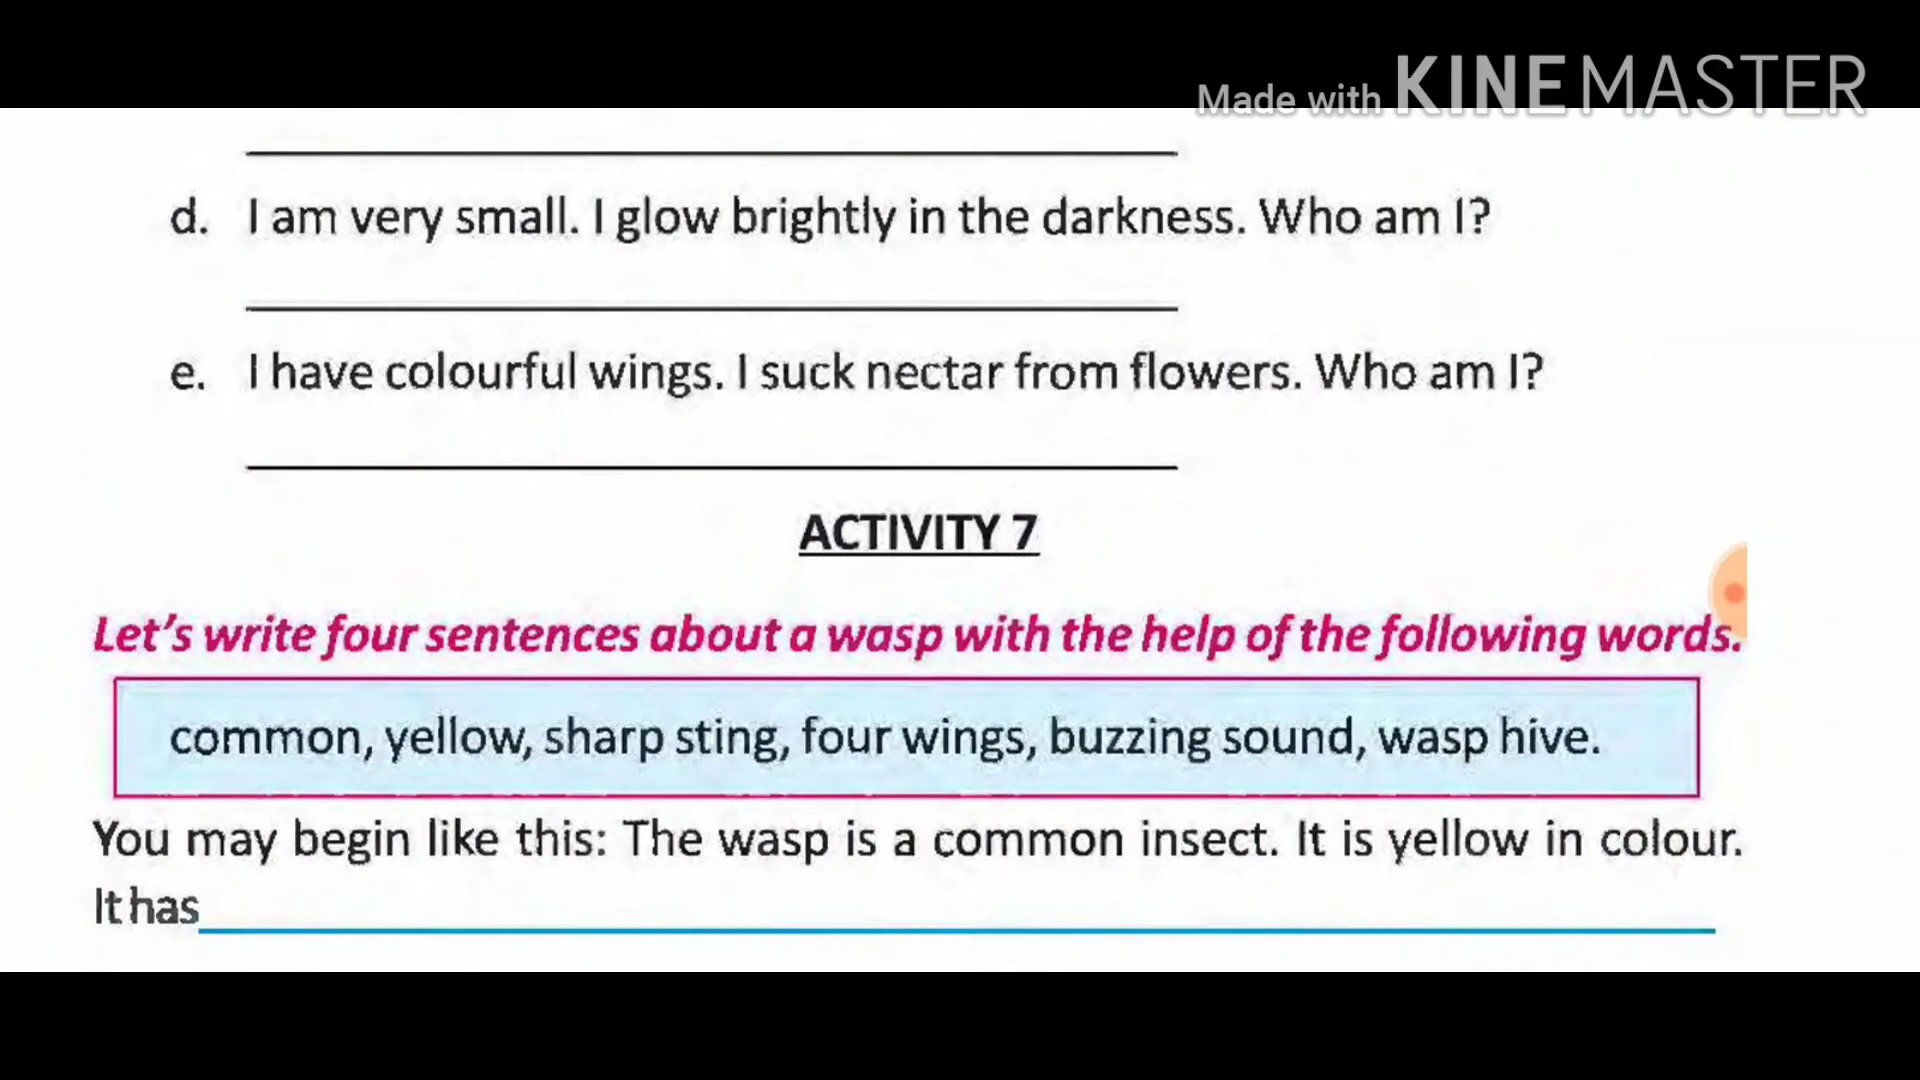 Made with KINEMASTER
d. I am very small. I glow brightly in the darkness. Who am I?
e. I have colourful wings. I suck nectar from flowers. Who am I?
ACTIVITY 7
Let's write four sentences about a wasp with the help of the following words.
common, yellow, sharp sting, four wings, buzzing sound, wasp hive.
You may begin like this: The wasp is a common insect. It is yellow in colour.
It has